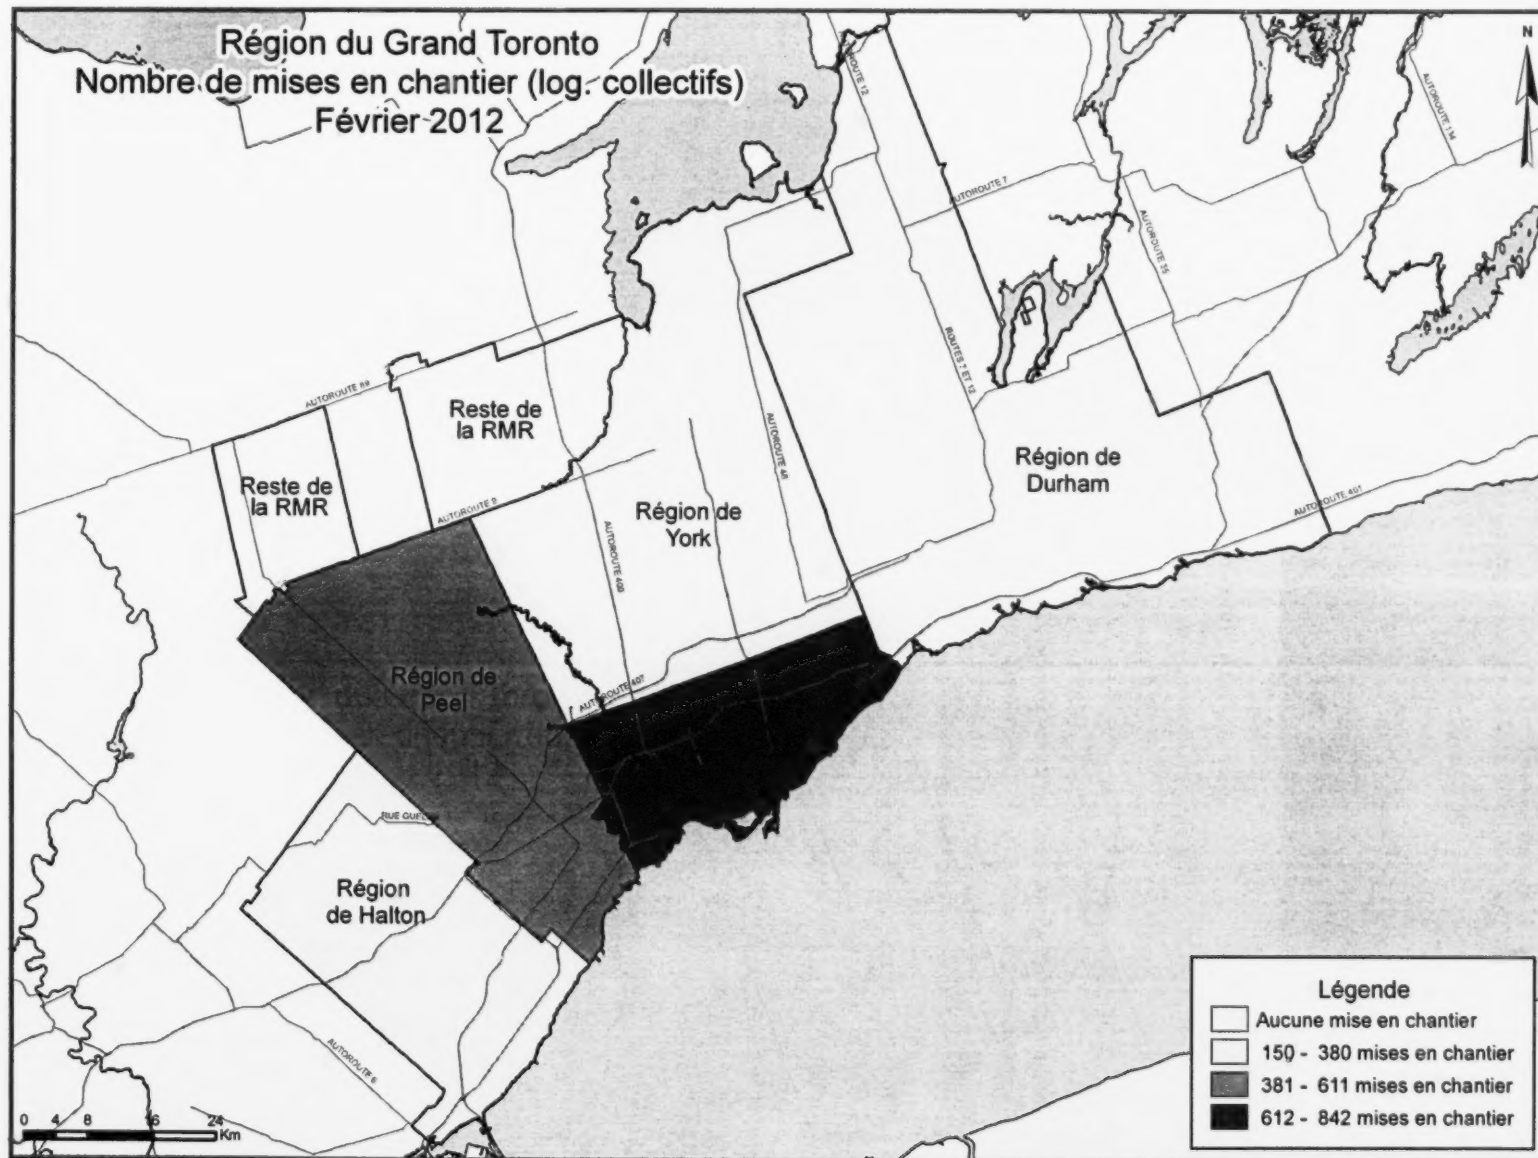 Région du Grand Toronto
Nombre de mises en chantier (log. collectifs)
Février 2012
N
AUTOROUTE 12
AUTOROUTE 134
AUTOROUTE 7
AUTOROUTE 35
ROUTES 7 ET 12
AUTOROUTE 89
Reste de
la RMR
Reste de
la RMR
AUTOROUTE 48
AUTOROUTE 9
Région de
York
Région de
Durham
AUTOROUTE 401
AUTOROUTE 400
Région de
Peel
AUTOROUTE 407
RUE GUEL
Région
de Halton
AUTOROUTE 6
0 4 8 16 24
Km
Légende
Aucune mise en chantier
150 - 380 mises en chantier
381 - 611 mises en chantier
612 - 842 mises en chantier